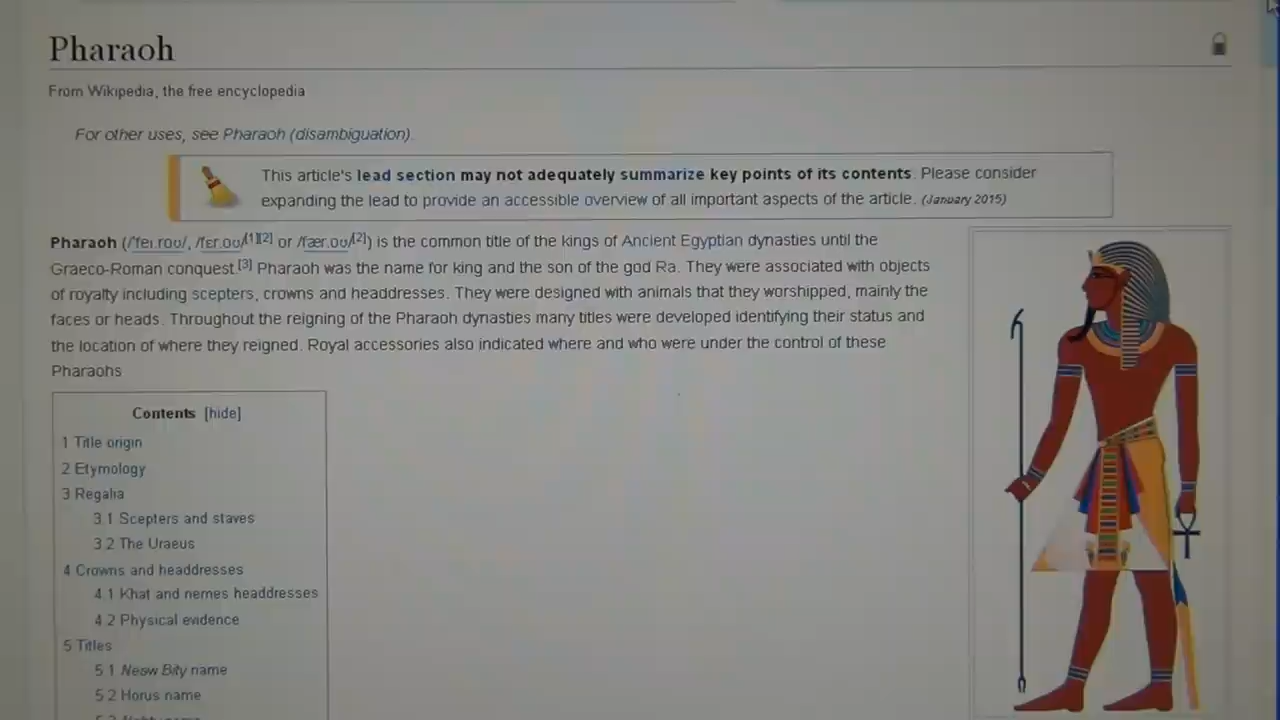 Pharaoh
From Wikipedia, the free encyclopedia
For other uses, see Pharaoh (disambiguation).
This article's lead section may not adequately summarize key points of its contents. Please consider
expanding the lead to provide an accessible overview of all important aspects of the article. (January 2015)
Pharaoh (/ˈfeɪ.roʊ/, /fɛr.oʊ/[1][2] or /fær.oʊ/[2]) is the common title of the kings of Ancient Egyptian dynasties until the
Graeco-Roman conquest.[3] Pharaoh was the name for king and the son of the god Ra. They were associated with objects
of royalty including scepters, crowns and headdresses. They were designed with animals that they worshipped, mainly the
faces or heads. Throughout the reigning of the Pharaoh dynasties many titles were developed identifying their status and
the location of where they reigned. Royal accessories also indicated where and who were under the control of these
Pharaohs
Contents [hide]
1 Title origin
2 Etymology
3 Regalia
3.1 Scepters and staves
3.2 The Uraeus
4 Crowns and headdresses
4.1 Khat and nemes headdresses
4.2 Physical evidence
5 Titles
5.1 Nesw Bity name
5.2 Horus name